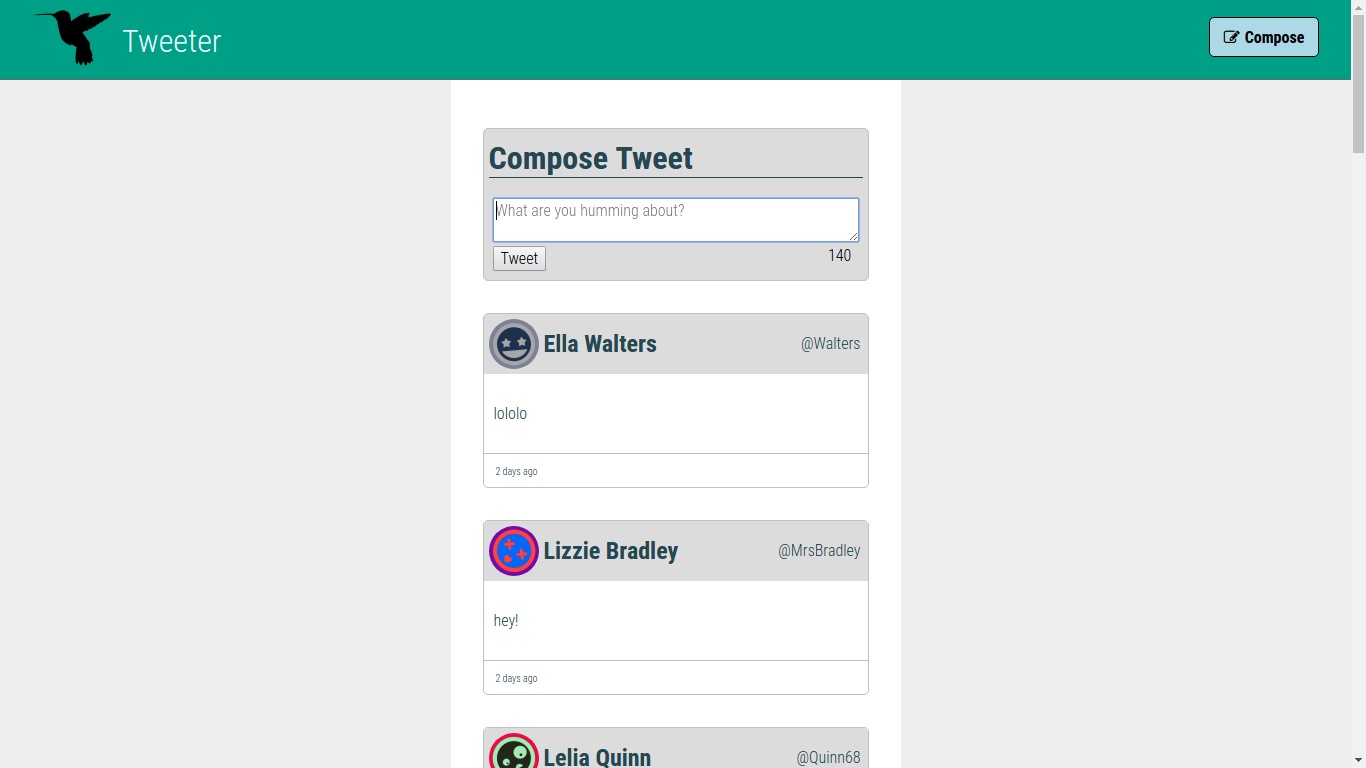 Tweeter
Compose
Compose Tweet
What are you humming about?
Tweet
140
Ella Walters
@Walters
lololo
2 days ago
Lizzie Bradley
@MrsBradley
hey!
2 days ago
Lelia Quinn
@Quinn68